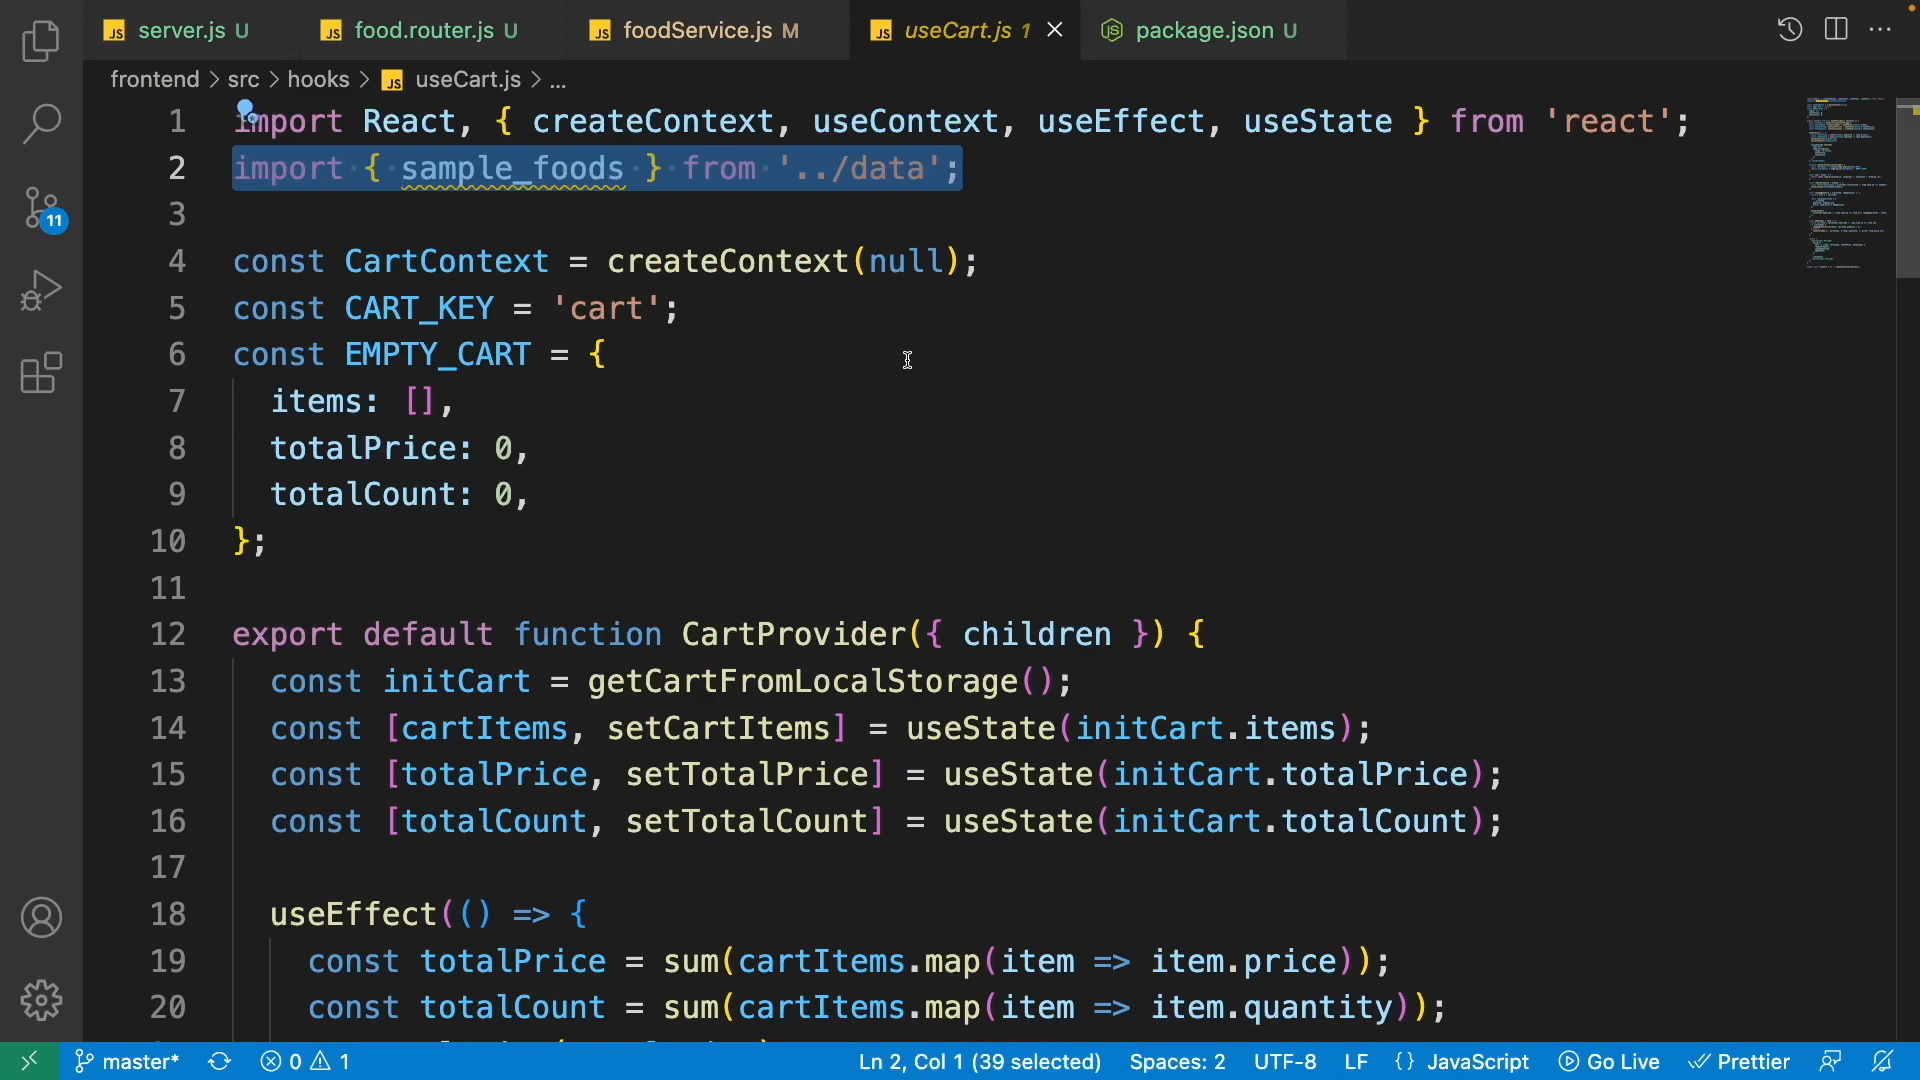 server.js U
food.router.js U
foodService.js M
useCart.js 1
package.json U
frontend > src > hooks > JS useCart.js > ...
1 import React, { createContext, useContext, useEffect, useState } from 'react';
2 import { sample_foods } from '../data';
3
4 const CartContext = createContext(null);
5 const CART_KEY = 'cart';
6 const EMPTY_CART = {
7 items: [],
8 totalPrice: 0,
9 totalCount: 0,
10 };
11
12 export default function CartProvider({ children }) {
13 const initCart = getCartFromLocalStorage();
14 const [cartItems, setCartItems] = useState(initCart.items);
15 const [totalPrice, setTotalPrice] = useState(initCart.totalPrice);
16 const [totalCount, setTotalCount] = useState(initCart.totalCount);
17
18 useEffect(() => {
19 const totalPrice = sum(cartItems.map(item => item.price));
20 const totalCount = sum(cartItems.map(item => item.quantity));
11
master* 0 1 Ln 2, Col 1 (39 selected) Spaces: 2 UTF-8 LF {} JavaScript Go Live Prettier